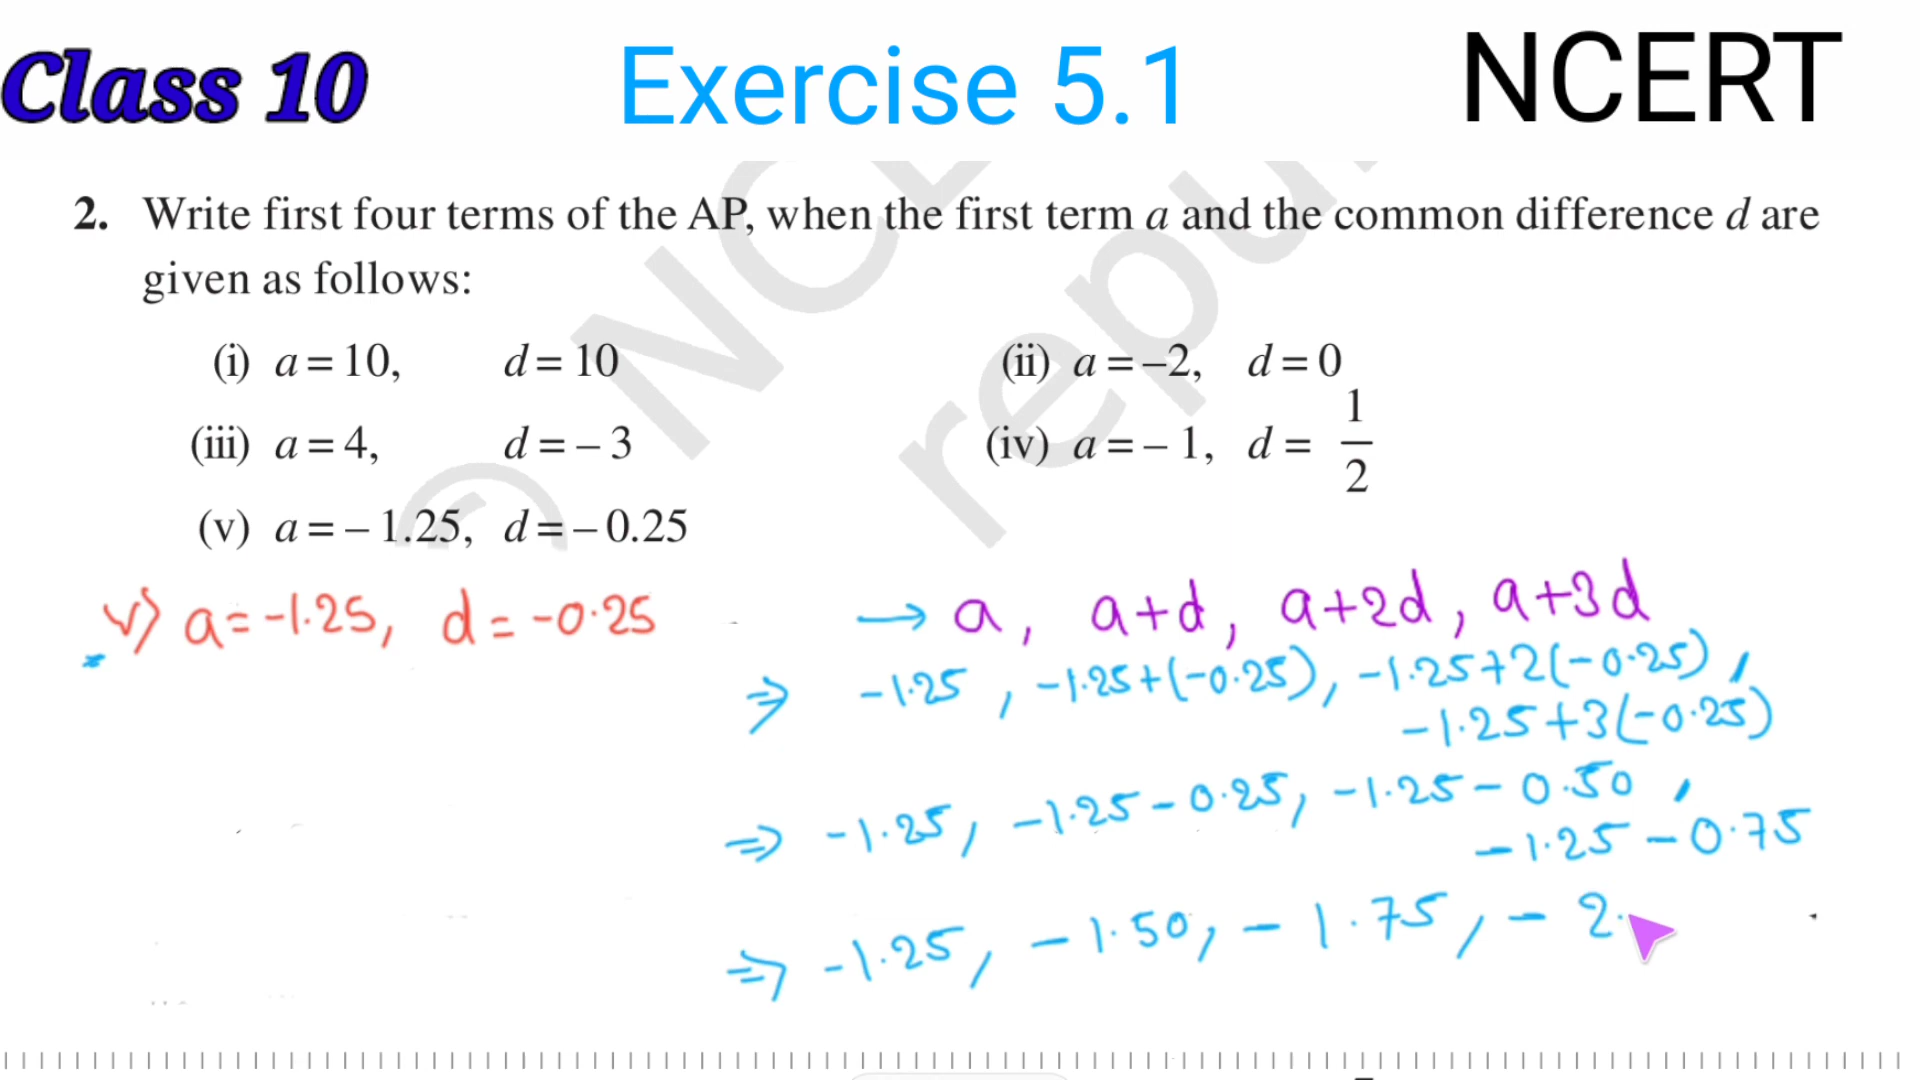 Class 10 Exercise 5.1 NCERT
2. Write first four terms of the AP, when the first term a and the common difference d are
given as follows:
(i) a = 10, d = 10 (ii) a = –2, d = 0
(iii) a = 4, d = – 3 (iv) a = – 1, d = 1/2
(v) a = – 1.25, d = – 0.25
v) a = -1.25, d = -0.25 → a, a+d, a+2d, a+3d
⇒ -1.25, -1.25+(-0.25), -1.25+2(-0.25),
-1.25+3(-0.25)
⇒ -1.25, -1.25-0.25, -1.25-0.50,
-1.25-0.75
⇒ -1.25, -1.50, -1.75, -2.
© NCE
repu